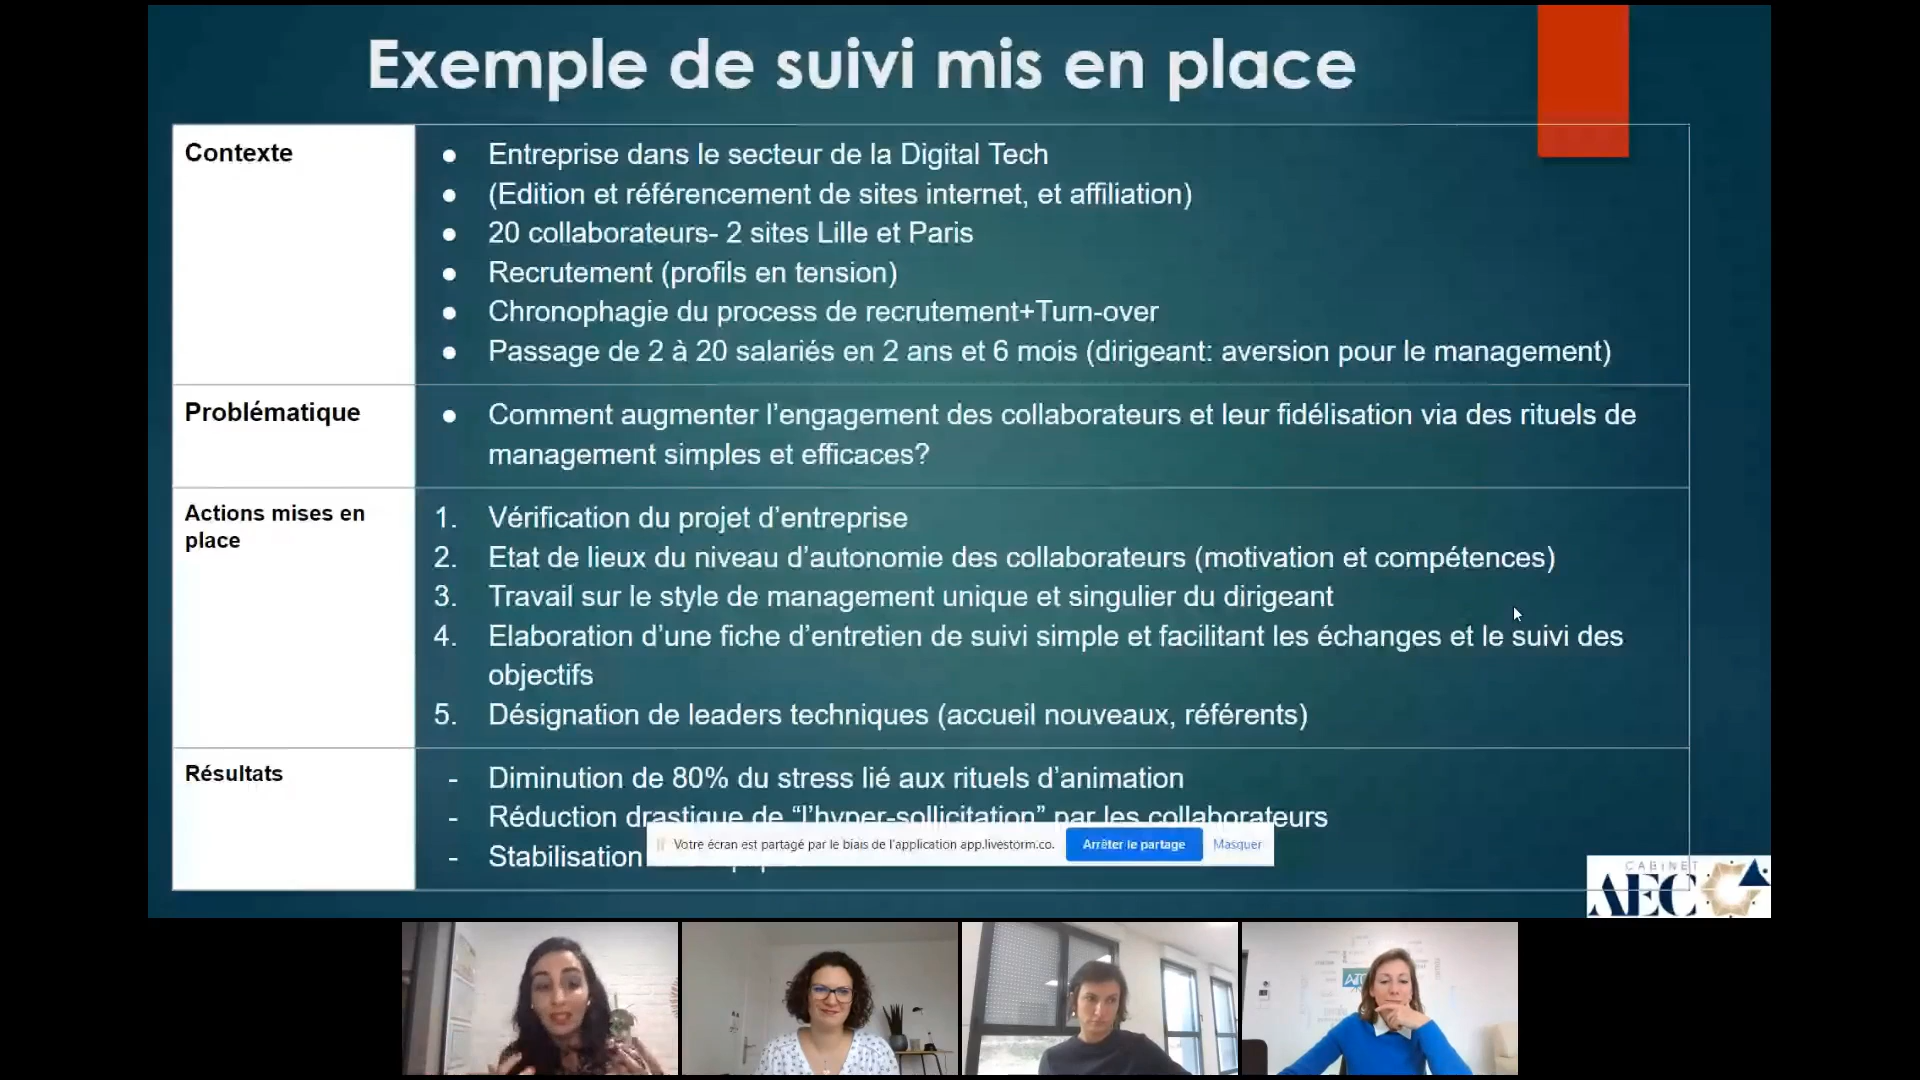 Exemple de suivi mis en place
Contexte
● Entreprise dans le secteur de la Digital Tech
● (Edition et référencement de sites internet, et affiliation)
● 20 collaborateurs- 2 sites Lille et Paris
● Recrutement (profils en tension)
● Chronophagie du process de recrutement+Turn-over
● Passage de 2 à 20 salariés en 2 ans et 6 mois (dirigeant: aversion pour le management)
Problématique
● Comment augmenter l’engagement des collaborateurs et leur fidélisation via des rituels de
management simples et efficaces?
Actions mises en
place
1. Vérification du projet d’entreprise
2. Etat de lieux du niveau d’autonomie des collaborateurs (motivation et compétences)
3. Travail sur le style de management unique et singulier du dirigeant
4. Elaboration d’une fiche d’entretien de suivi simple et facilitant les échanges et le suivi des
objectifs
5. Désignation de leaders techniques (accueil nouveaux, référents)
Résultats
- Diminution de 80% du stress lié aux rituels d’animation
- Réduction drastique de “l’hyper-sollicitation” par les collaborateurs
- Stabilisation
Votre écran est partagé par le biais de l'application app.livestorm.co.
Arrêter le partage
Masquer
CABINET
AEC